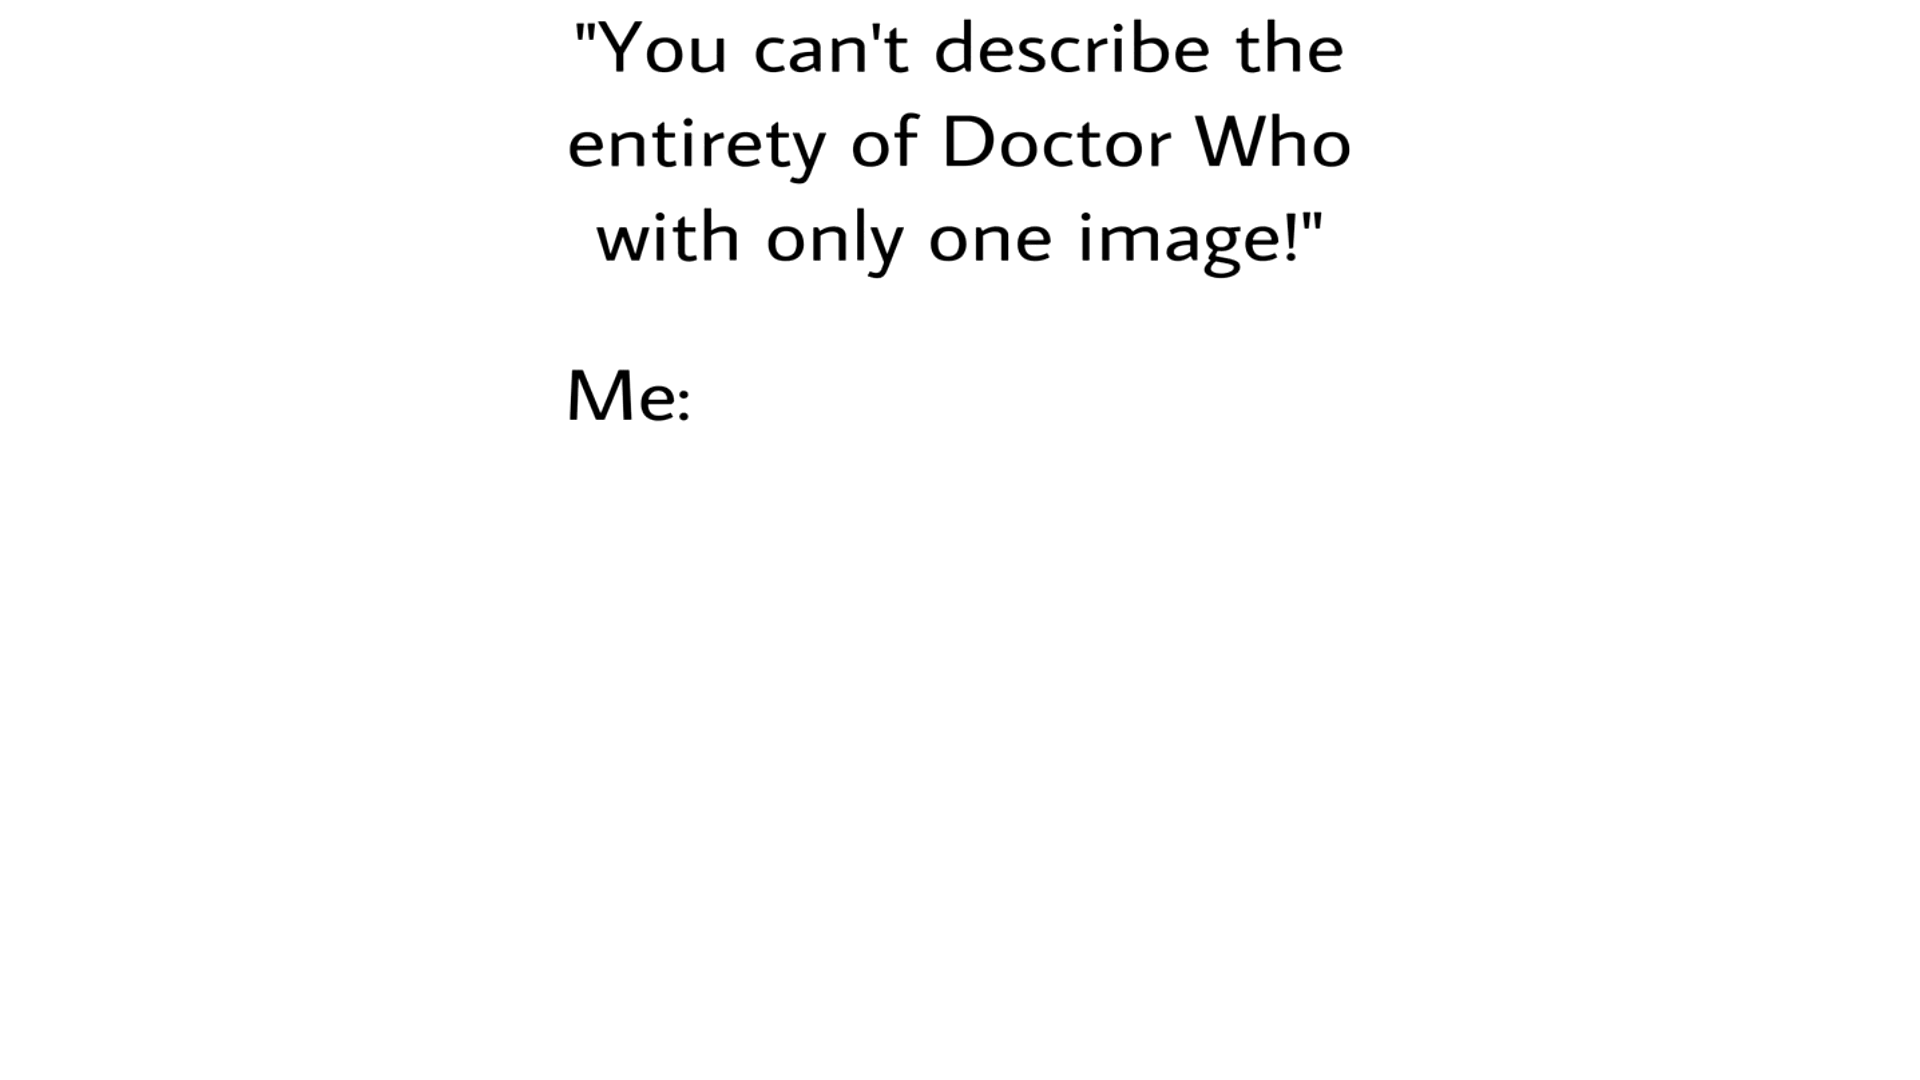 "You can't describe the
entirety of Doctor Who
with only one image!"
Me: